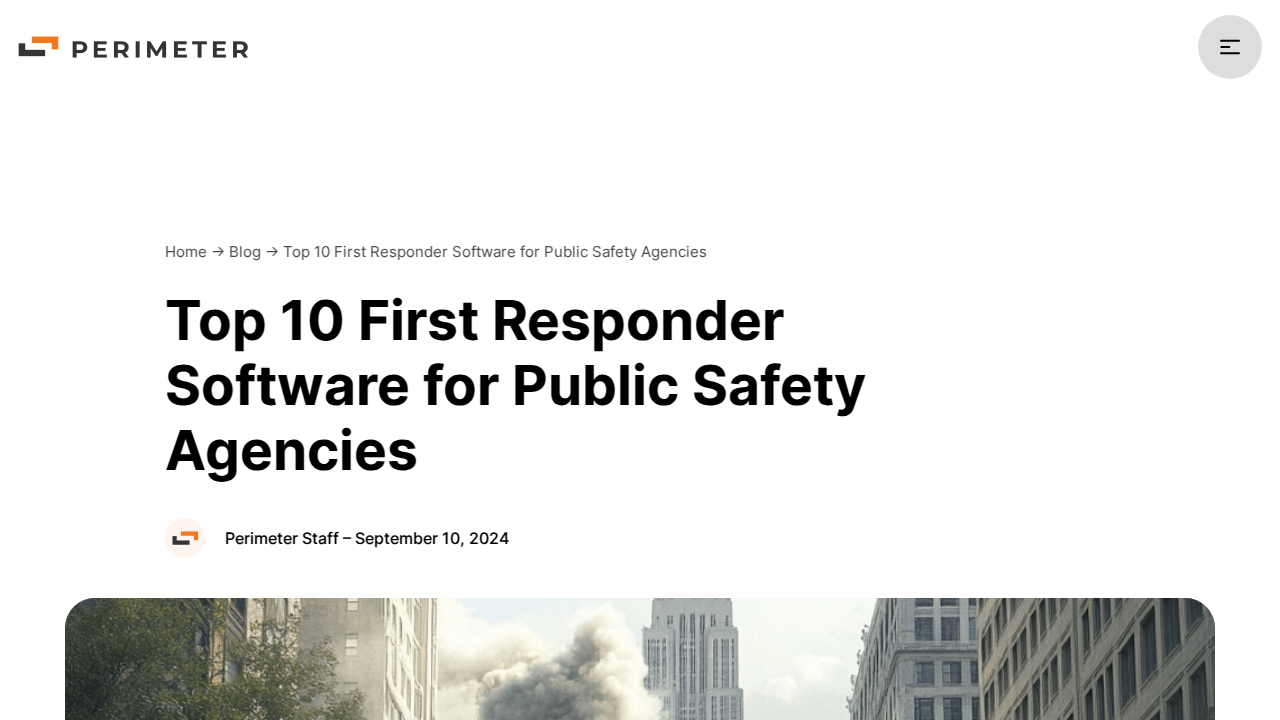 PERIMETER
Home → Blog → Top 10 First Responder Software for Public Safety Agencies
Top 10 First Responder
Software for Public Safety
Agencies
Perimeter Staff – September 10, 2024